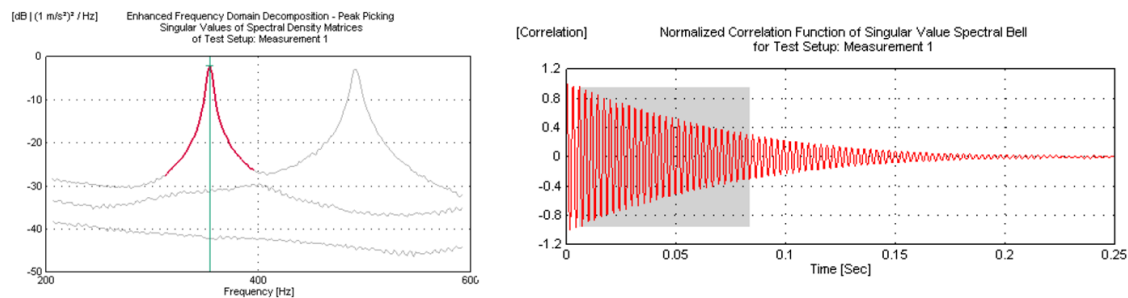 [dB | (1 m/s²)² / Hz]
Enhanced Frequency Domain Decomposition - Peak Picking
Singular Values of Spectral Density Matrices
of Test Setup: Measurement 1
0
-10
-20
-30
-40
-50
200
400
600
Frequency [Hz]
[Correlation]
Normalized Correlation Function of Singular Value Spectral Bell
for Test Setup: Measurement 1
1.2
0.8
0.4
0
-0.4
-0.8
-1.2
0
0.05
0.1
0.15
0.2
0.25
Time [Sec]